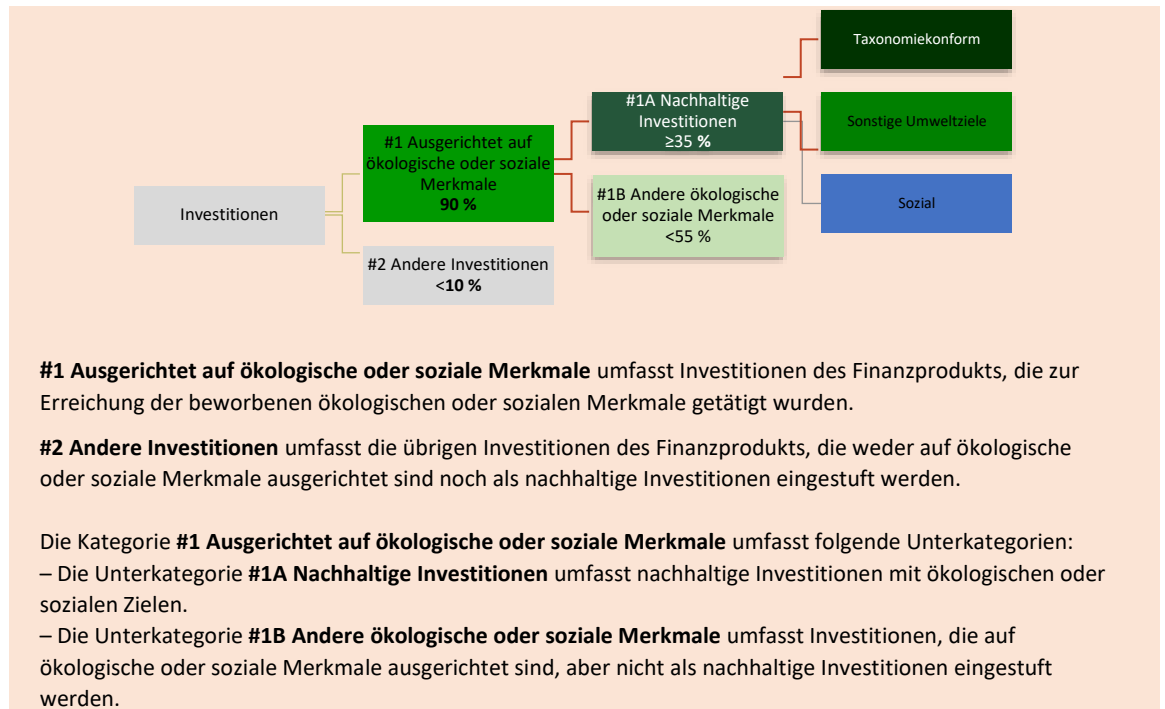 Taxonomiekonform
#1A Nachhaltige
Investitionen
≥35 %
Sonstige Umweltziele
#1 Ausgerichtet auf
ökologische oder soziale
Merkmale
90 %
#1B Andere ökologische
oder soziale Merkmale
<55 %
Sozial
Investitionen
#2 Andere Investitionen
<10 %
#1 Ausgerichtet auf ökologische oder soziale Merkmale umfasst Investitionen des Finanzprodukts, die zur
Erreichung der beworbenen ökologischen oder sozialen Merkmale getätigt wurden.
#2 Andere Investitionen umfasst die übrigen Investitionen des Finanzprodukts, die weder auf ökologische
oder soziale Merkmale ausgerichtet sind noch als nachhaltige Investitionen eingestuft werden.
Die Kategorie #1 Ausgerichtet auf ökologische oder soziale Merkmale umfasst folgende Unterkategorien:
– Die Unterkategorie #1A Nachhaltige Investitionen umfasst nachhaltige Investitionen mit ökologischen oder
sozialen Zielen.
– Die Unterkategorie #1B Andere ökologische oder soziale Merkmale umfasst Investitionen, die auf
ökologische oder soziale Merkmale ausgerichtet sind, aber nicht als nachhaltige Investitionen eingestuft
werden.